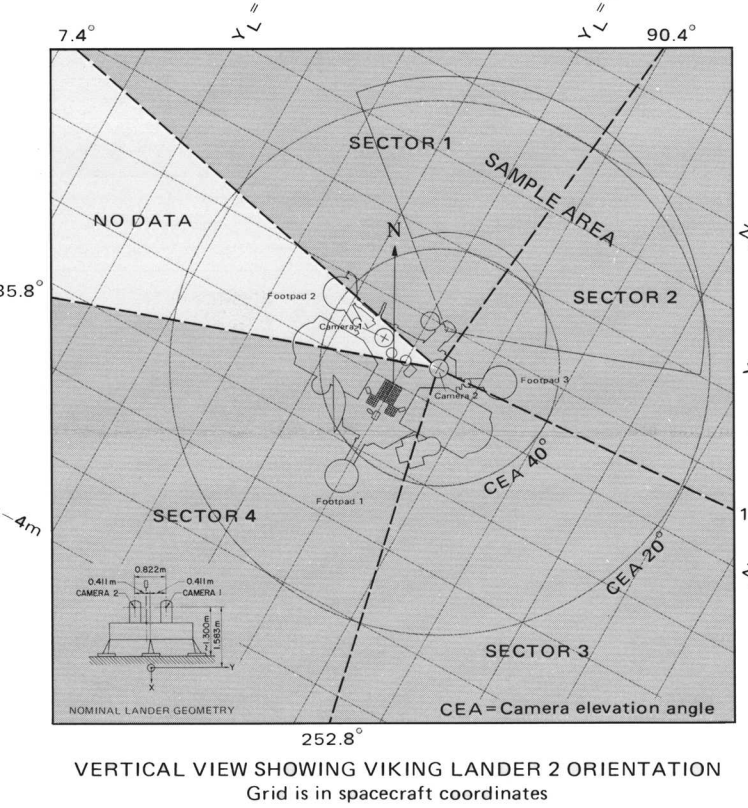 YL =
YL =
7.4°
90.4°
SECTOR 1
SAMPLE AREA
NO DATA
N
35.8°
Footpad 2
SECTOR 2
Camera 1
Footpad 3
Camera 2
CEA 40°
Footpad 1
SECTOR 4
-4m
CEA 20°
0.822m
0.411m
0.411m
CAMERA 2
CAMERA 1
~1.300m
1.583m
Y
X
SECTOR 3
NOMINAL LANDER GEOMETRY
CEA = Camera elevation angle
252.8°
VERTICAL VIEW SHOWING VIKING LANDER 2 ORIENTATION
Grid is in spacecraft coordinates